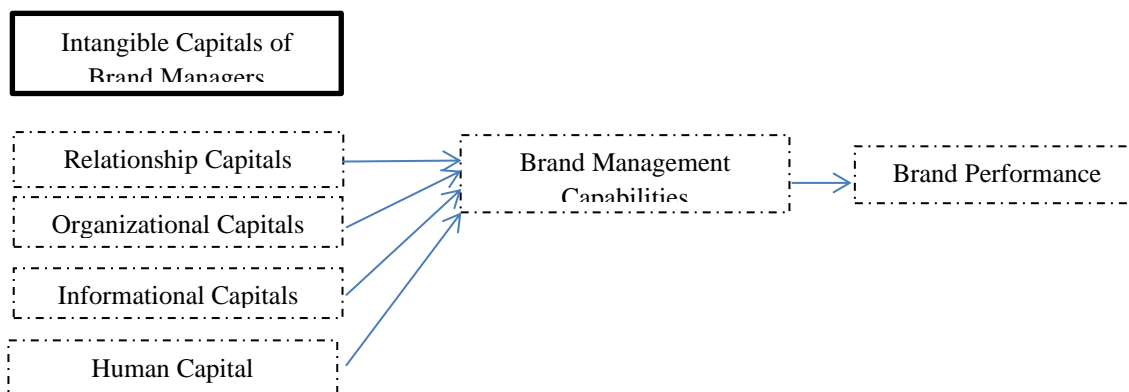 Intangible Capitals of
Brand Managers
Relationship Capitals
Organizational Capitals
Informational Capitals
Human Capital
Brand Management
Capabilities
Brand Performance